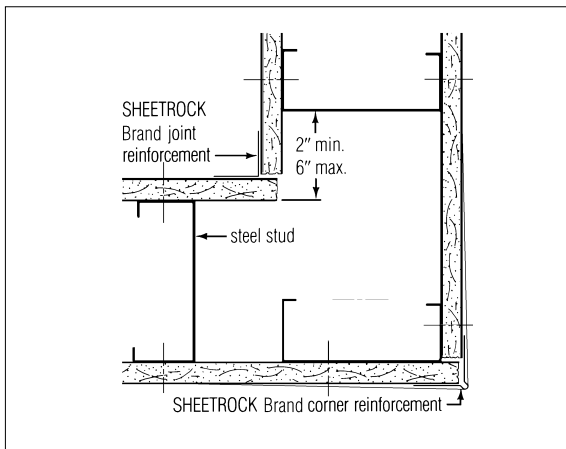 SHEETROCK
Brand joint
reinforcement
2" min.
6" max.
steel stud
SHEETROCK Brand corner reinforcement